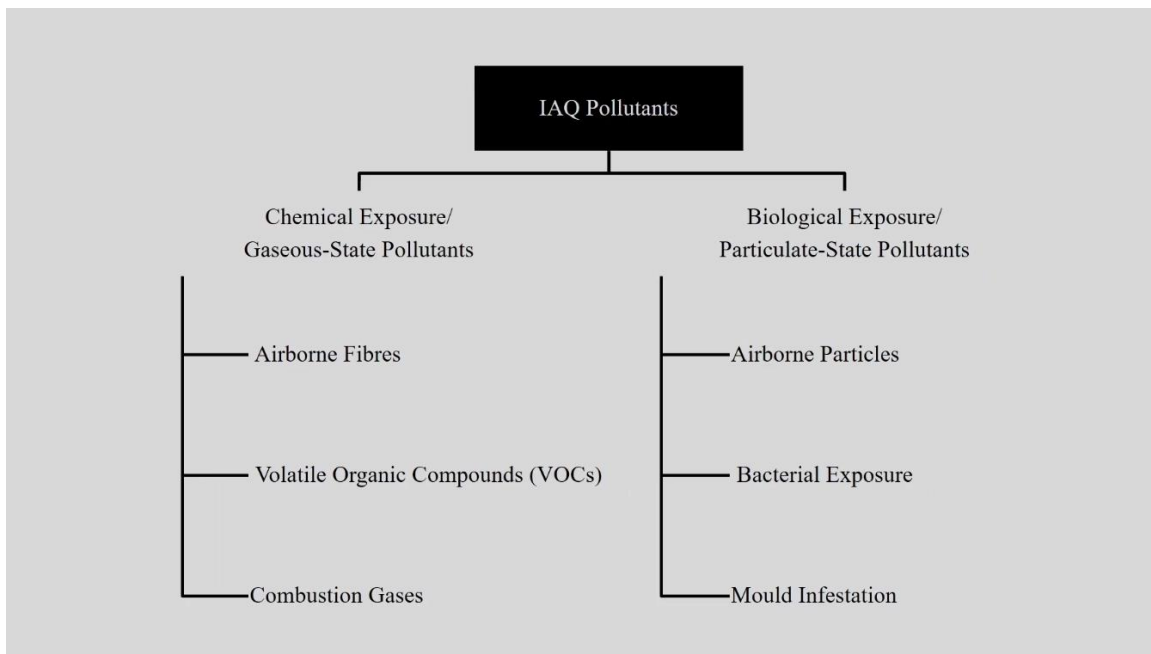 IAQ Pollutants
Chemical Exposure/
Gaseous-State Pollutants
Airborne Fibres
Volatile Organic Compounds (VOCs)
Combustion Gases
Biological Exposure/
Particulate-State Pollutants
Airborne Particles
Bacterial Exposure
Mould Infestation